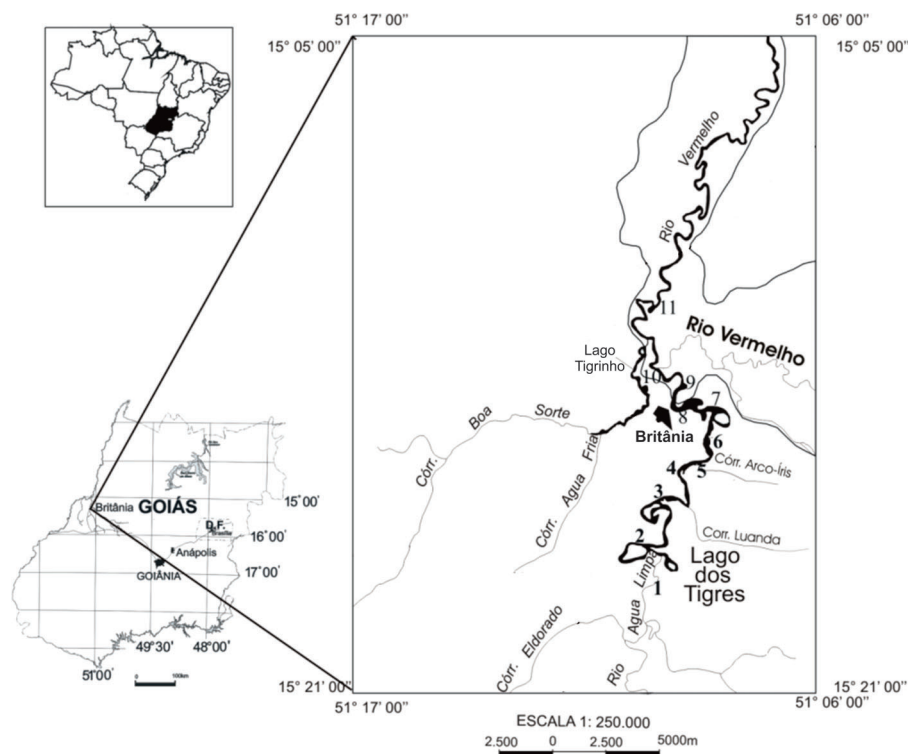 51° 17' 00"
51° 06' 00"
15° 05' 00"
15° 05' 00"
Rio Vermelho
11
Rio Vermelho
Lago
Tigrinho
10
9
7
8
Britânia
6
Córr. Boa Sorte
Córr. Agua Fria
4
5
Córr. Arco-Íris
3
Corr. Luanda
2
Lago
dos
Tigres
1
Rio Agua Limpa
Córr. Eldorado
15° 21' 00"
15° 21' 00"
51° 17' 00"
51° 06' 00"
ESCALA 1: 250.000
2.500 0 2.500 5000m
Britânia
GOIÁS
15°00'
D.F.
Brasília
16°00'
Anápolis
GOIÂNIA
17°00'
49°30'
48°00'
51°00'
0 100km